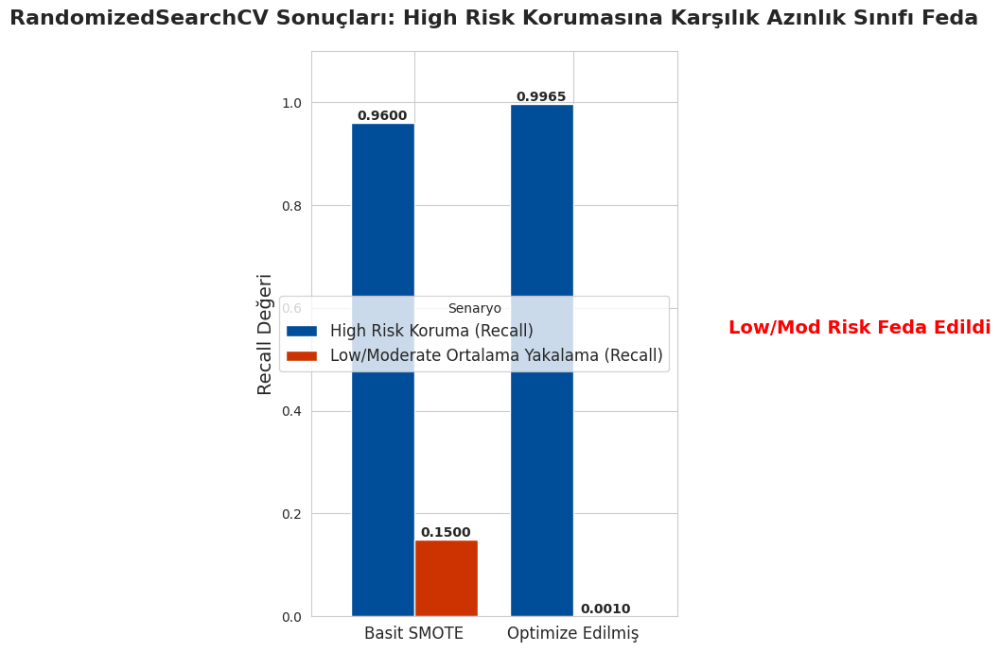 RandomizedSearchCV Sonuçları: High Risk Korumasına Karşılık Azınlık Sınıfı Feda
0.9965
0.9600
1.0
0.8
Recall Değeri
0.6
Senaryo
High Risk Koruma (Recall)
Low/Moderate Ortalama Yakalama (Recall)
Low/Mod Risk Feda Edildi
0.4
0.2
0.1500
0.0010
0.0
Basit SMOTE
Optimize Edilmiş